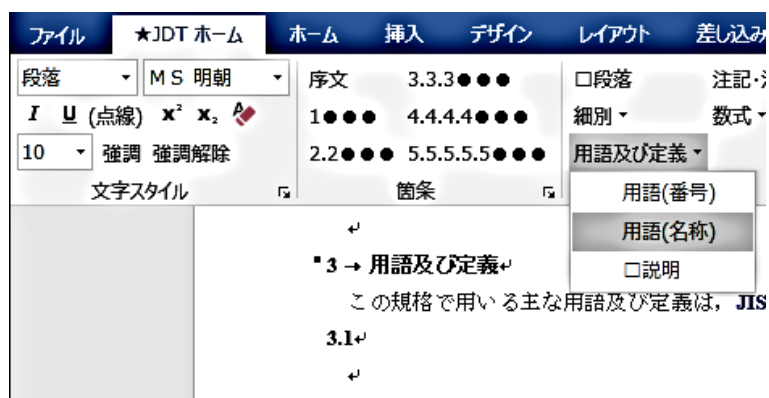 ファイル ★JDT ホーム ホーム 挿入 デザイン レイアウト 差し込み
段落 MS 明朝 序文 3.3.3●●● □段落 注記・
I U (点線) x² x₂ 1●●● 4.4.4.4●●● 細別 数式
10 強調 強調解除 2.2●●● 5.5.5.5.5●●● 用語及び定義
文字スタイル 箇条
用語(番号)
用語(名称)
□説明
3 → 用語及び定義↵
この規格で用いる主な用語及び定義は，JIS
3.1↵